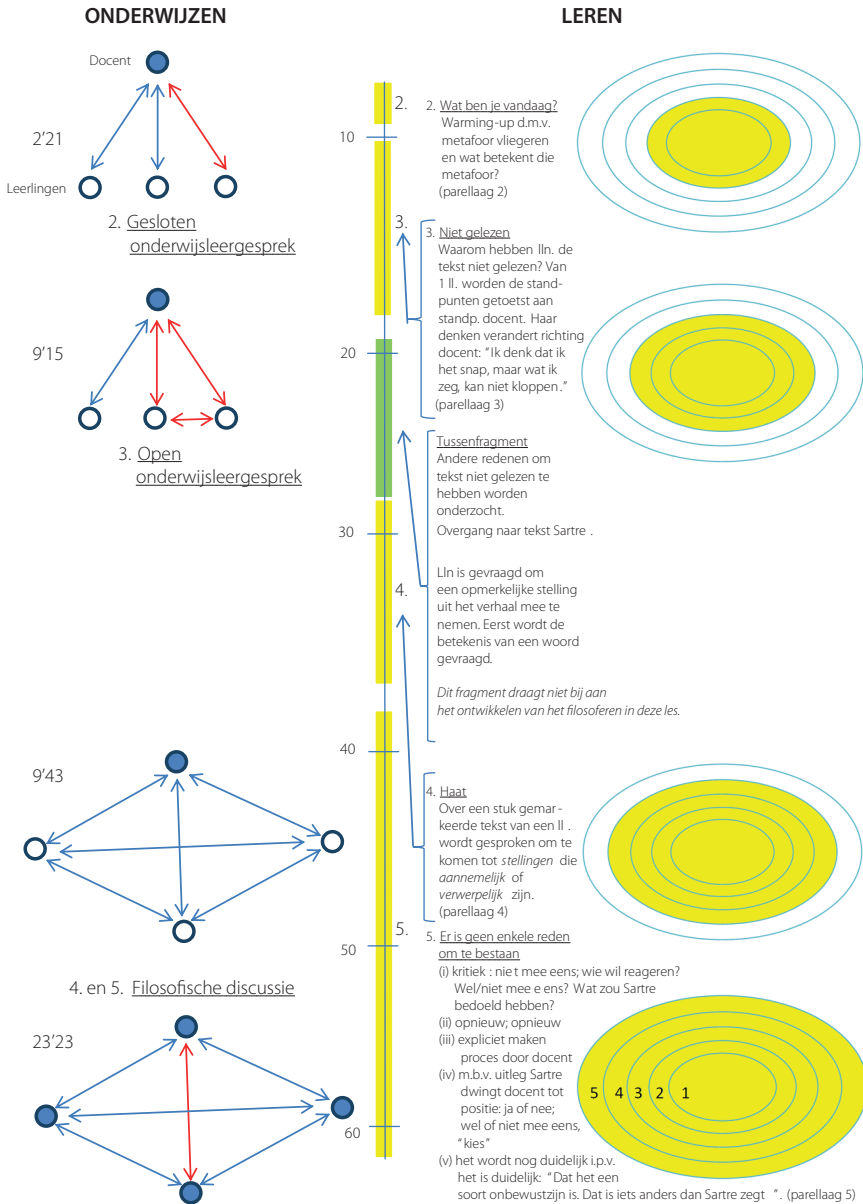 ONDERWIJZEN
LEREN
Docent
2'21
Leerlingen
2. Gesloten
onderwijsleergesprek
9'15
3. Open
onderwijsleergesprek
9'43
4. en 5. Filosofische discussie
23'23
2.
10
3.
20
30
4.
40
5.
50
60
2. Wat ben je vandaag?
Warming-up d.m.v.
metafoor vliegeren
en wat betekent die
metafoor?
(parellaag 2)
3. Niet gelezen
Waarom hebben lln. de
tekst niet gelezen? Van
1 ll. worden de stand-
punten getoetst aan
standp. docent. Haar
denken verandert richting
docent: "Ik denk dat ik
het snap, maar wat ik
zeg, kan niet kloppen."
(parellaag 3)
Tussenfragment
Andere redenen om
tekst niet gelezen te
hebben worden
onderzocht.
Overgang naar tekst Sartre .
Lln is gevraagd om
een opmerkelijke stelling
uit het verhaal mee te
nemen. Eerst wordt de
betekenis van een woord
gevraagd.
Dit fragment draagt niet bij aan
het ontwikkelen van het filosoferen in deze les.
4. Haat
Over een stuk gemar-
keerde tekst van een ll .
wordt gesproken om te
komen tot stellingen die
aannemelijk of
verwerpelijk zijn.
(parellaag 4)
5. Er is geen enkele reden
om te bestaan
(i) kritiek : niet mee eens; wie wil reageren?
Wel/niet mee eens? Wat zou Sartre
bedoeld hebben?
(ii) opnieuw; opnieuw
(iii) expliciet maken
proces door docent
(iv) m.b.v. uitleg Sartre
dwingt docent tot
positie: ja of nee;
wel of niet mee eens,
"kies"
(v) het wordt nog duidelijk i.p.v.
het is duidelijk: "Dat het een
soort onbewustzijn is. Dat is iets anders dan Sartre zegt ". (parellaag 5)
5 4 3 2 1